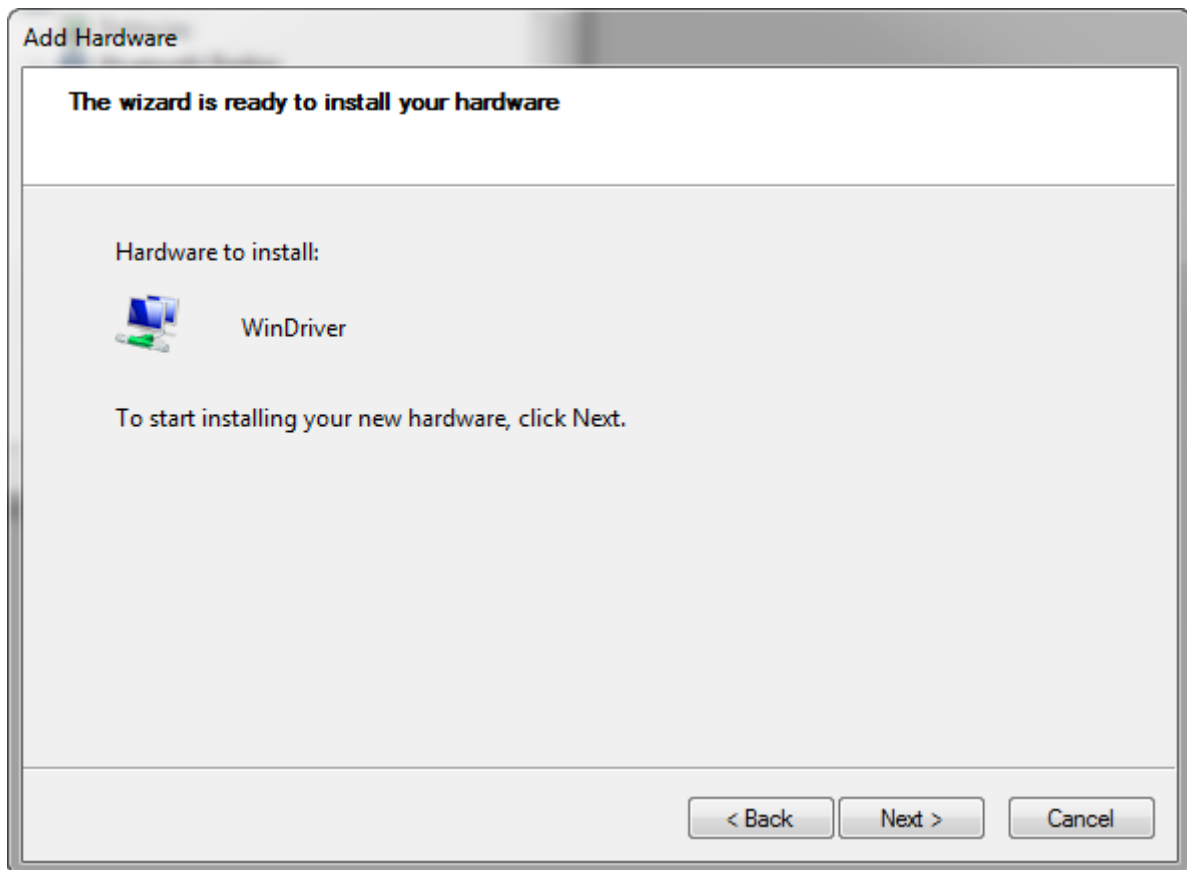 Add Hardware
The wizard is ready to install your hardware
Hardware to install:
WinDriver
To start installing your new hardware, click Next.
< Back Next > Cancel